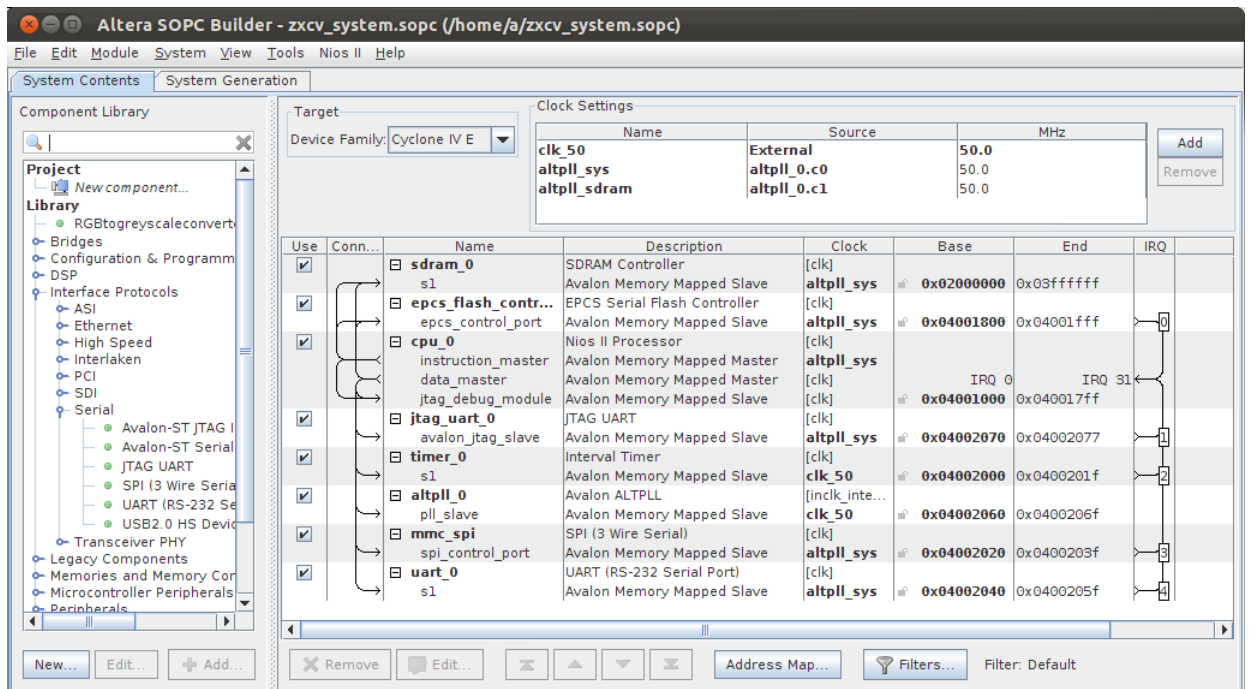 Altera SOPC Builder - zxcv_system.sopc (/home/a/zxcv_system.sopc)
File Edit Module System View Tools Nios II Help
System Contents System Generation
Component Library
Project
New component...
Library
RGBtogreyscaleconverte
Bridges
Configuration & Programm
DSP
Interface Protocols
ASI
Ethernet
High Speed
Interlaken
PCI
SDI
Serial
Avalon-ST JTAG I
Avalon-ST Serial
JTAG UART
SPI (3 Wire Seria
UART (RS-232 Se
USB2.0 HS Devic
Transceiver PHY
Legacy Components
Memories and Memory Con
Microcontroller Peripherals
Peripherals
New... Edit... Add...
Target
Device Family: Cyclone IV E
Clock Settings
Name Source MHz
clk_50 External 50.0
altpll_sys altpll_0.c0 50.0
altpll_sdram altpll_0.c1 50.0
Add
Remove
Use Conn... Name Description Clock Base End IRQ
sdram_0 SDRAM Controller [clk]
s1 Avalon Memory Mapped Slave altpll_sys 0x02000000 0x03ffffff
epcs_flash_contr... EPCS Serial Flash Controller [clk]
epcs_control_port Avalon Memory Mapped Slave altpll_sys 0x04001800 0x04001fff 0
cpu_0 Nios II Processor [clk]
instruction_master Avalon Memory Mapped Master altpll_sys
data_master Avalon Memory Mapped Master [clk] IRQ 0 IRQ 31
jtag_debug_module Avalon Memory Mapped Slave [clk] 0x04001000 0x040017ff
jtag_uart_0 JTAG UART [clk]
avalon_jtag_slave Avalon Memory Mapped Slave altpll_sys 0x04002070 0x04002077 1
timer_0 Interval Timer [clk]
s1 Avalon Memory Mapped Slave clk_50 0x04002000 0x0400201f 2
altpll_0 Avalon ALTPLL [inclk_inte...
pll_slave Avalon Memory Mapped Slave clk_50 0x04002060 0x0400206f
mmc_spi SPI (3 Wire Serial) [clk]
spi_control_port Avalon Memory Mapped Slave altpll_sys 0x04002020 0x0400203f 3
uart_0 UART (RS-232 Serial Port) [clk]
s1 Avalon Memory Mapped Slave altpll_sys 0x04002040 0x0400205f 4
Remove Edit... Address Map... Filters... Filter: Default